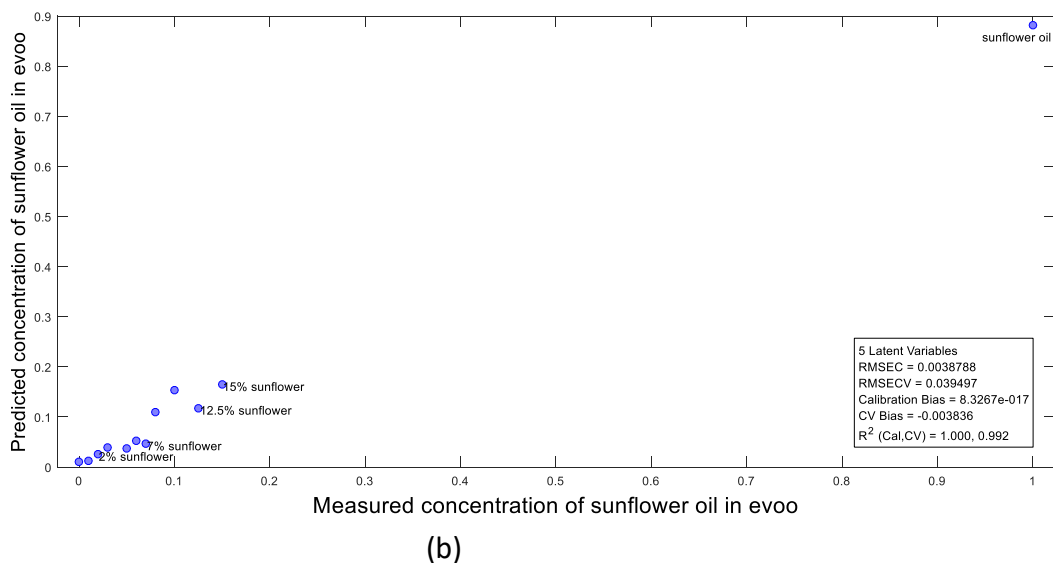 0.9
sunflower oil
0.8
0.7
0.6
0.5
0.4
0.3
0.2
0.1
0
Predicted concentration of sunflower oil in evoo
15% sunflower
12.5% sunflower
7% sunflower
2% sunflower
5 Latent Variables
RMSEC = 0.0038788
RMSECV = 0.039497
Calibration Bias = 8.3267e-017
CV Bias = -0.003836
R² (Cal,CV) = 1.000, 0.992
0 0.1 0.2 0.3 0.4 0.5 0.6 0.7 0.8 0.9 1
Measured concentration of sunflower oil in evoo
(b)